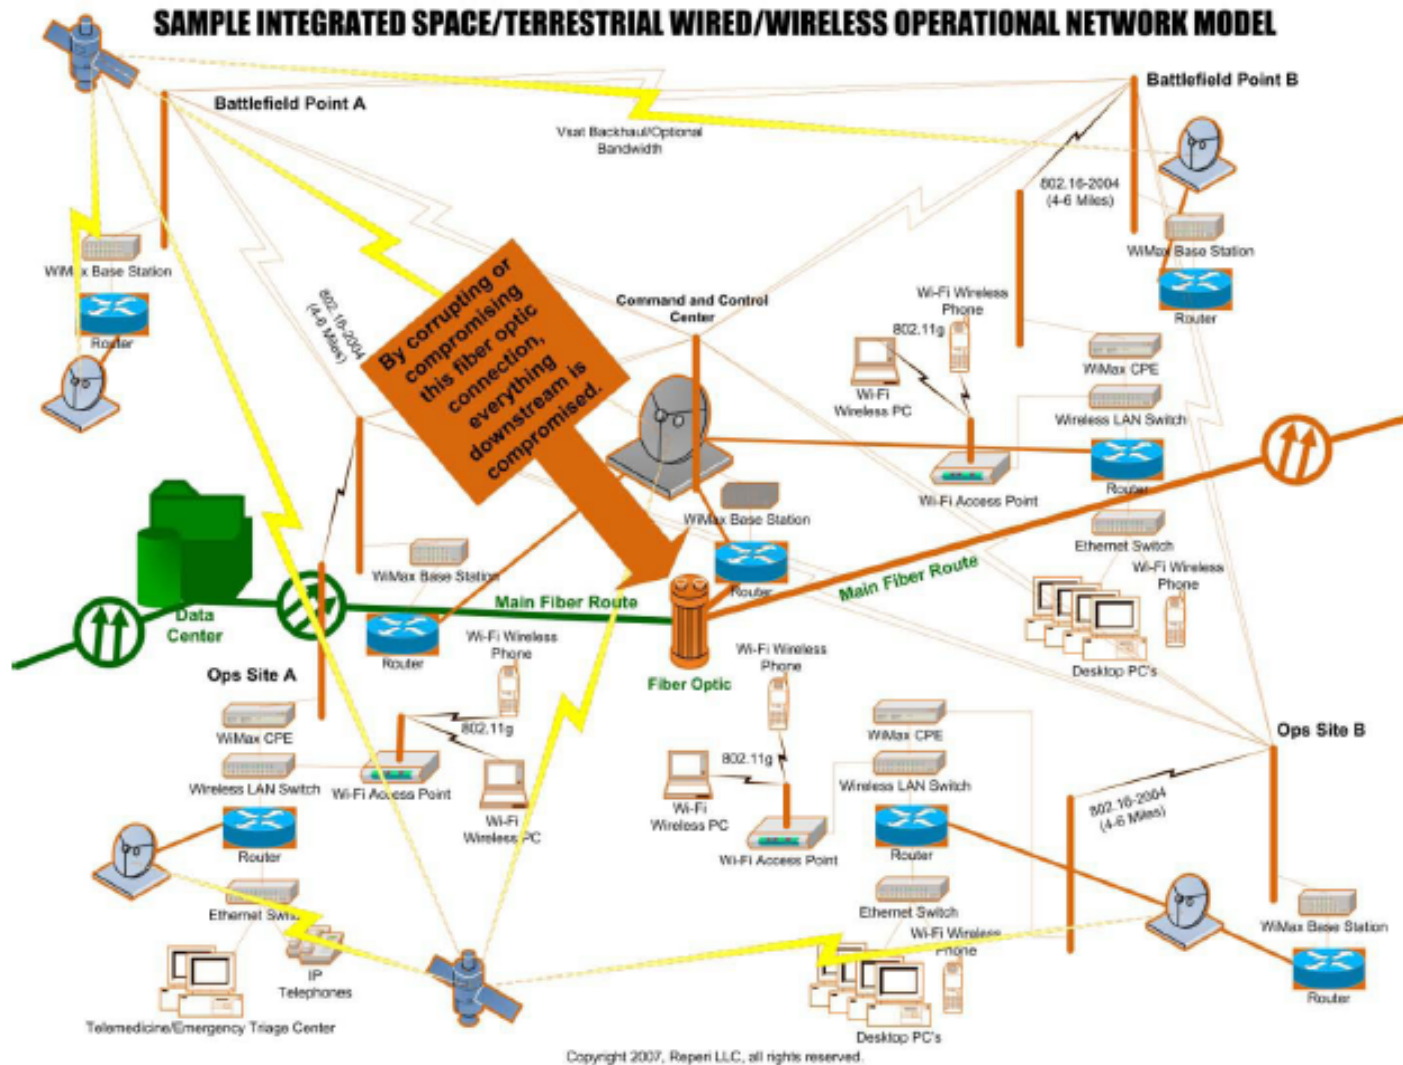 SAMPLE INTEGRATED SPACE/TERRESTRIAL WIRED/WIRELESS OPERATIONAL NETWORK MODEL
Battlefield Point A
Battlefield Point B
Vsat Backhaul/Optional
Bandwidth
802.16-2004
(4-6 Miles)
WiMax Base Station
Router
WiMax Base Station
Router
802.16-2004
(4-6 Miles)
By corrupting or
compromising
this fiber optic
connection,
everything
downstream is
compromised.
Command and Control
Center
Wi-Fi Wireless
Phone
802.11g
Wi-Fi
Wireless PC
WiMax CPE
Wireless LAN Switch
Wi-Fi Access Point
Router
Ethernet Switch
Wi-Fi Wireless
Phone
Desktop PC's
WiMax Base Station
Router
WiMax Base Station
Router
Data
Center
Main Fiber Route
Main Fiber Route
Fiber Optic
Ops Site A
Wi-Fi Wireless
Phone
802.11g
WiMax CPE
Wireless LAN Switch
Wi-Fi Access Point
Wi-Fi
Wireless PC
Router
Ethernet Switch
IP
Telephones
Telemedicine/Emergency Triage Center
Wi-Fi Wireless
Phone
802.11g
Wi-Fi
Wireless PC
Wi-Fi Access Point
WiMax CPE
Wireless LAN Switch
Router
Ethernet Switch
Wi-Fi Wireless
Phone
Desktop PC's
Ops Site B
802.16-2004
(4-6 Miles)
WiMax Base Station
Router
Copyright 2007, Reperi LLC, all rights reserved.